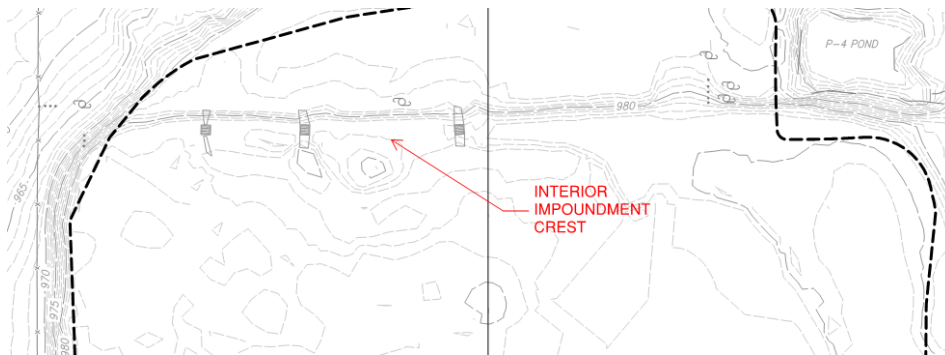 P-4 POND
980
965
INTERIOR
IMPOUNDMENT
CREST
970
975
980